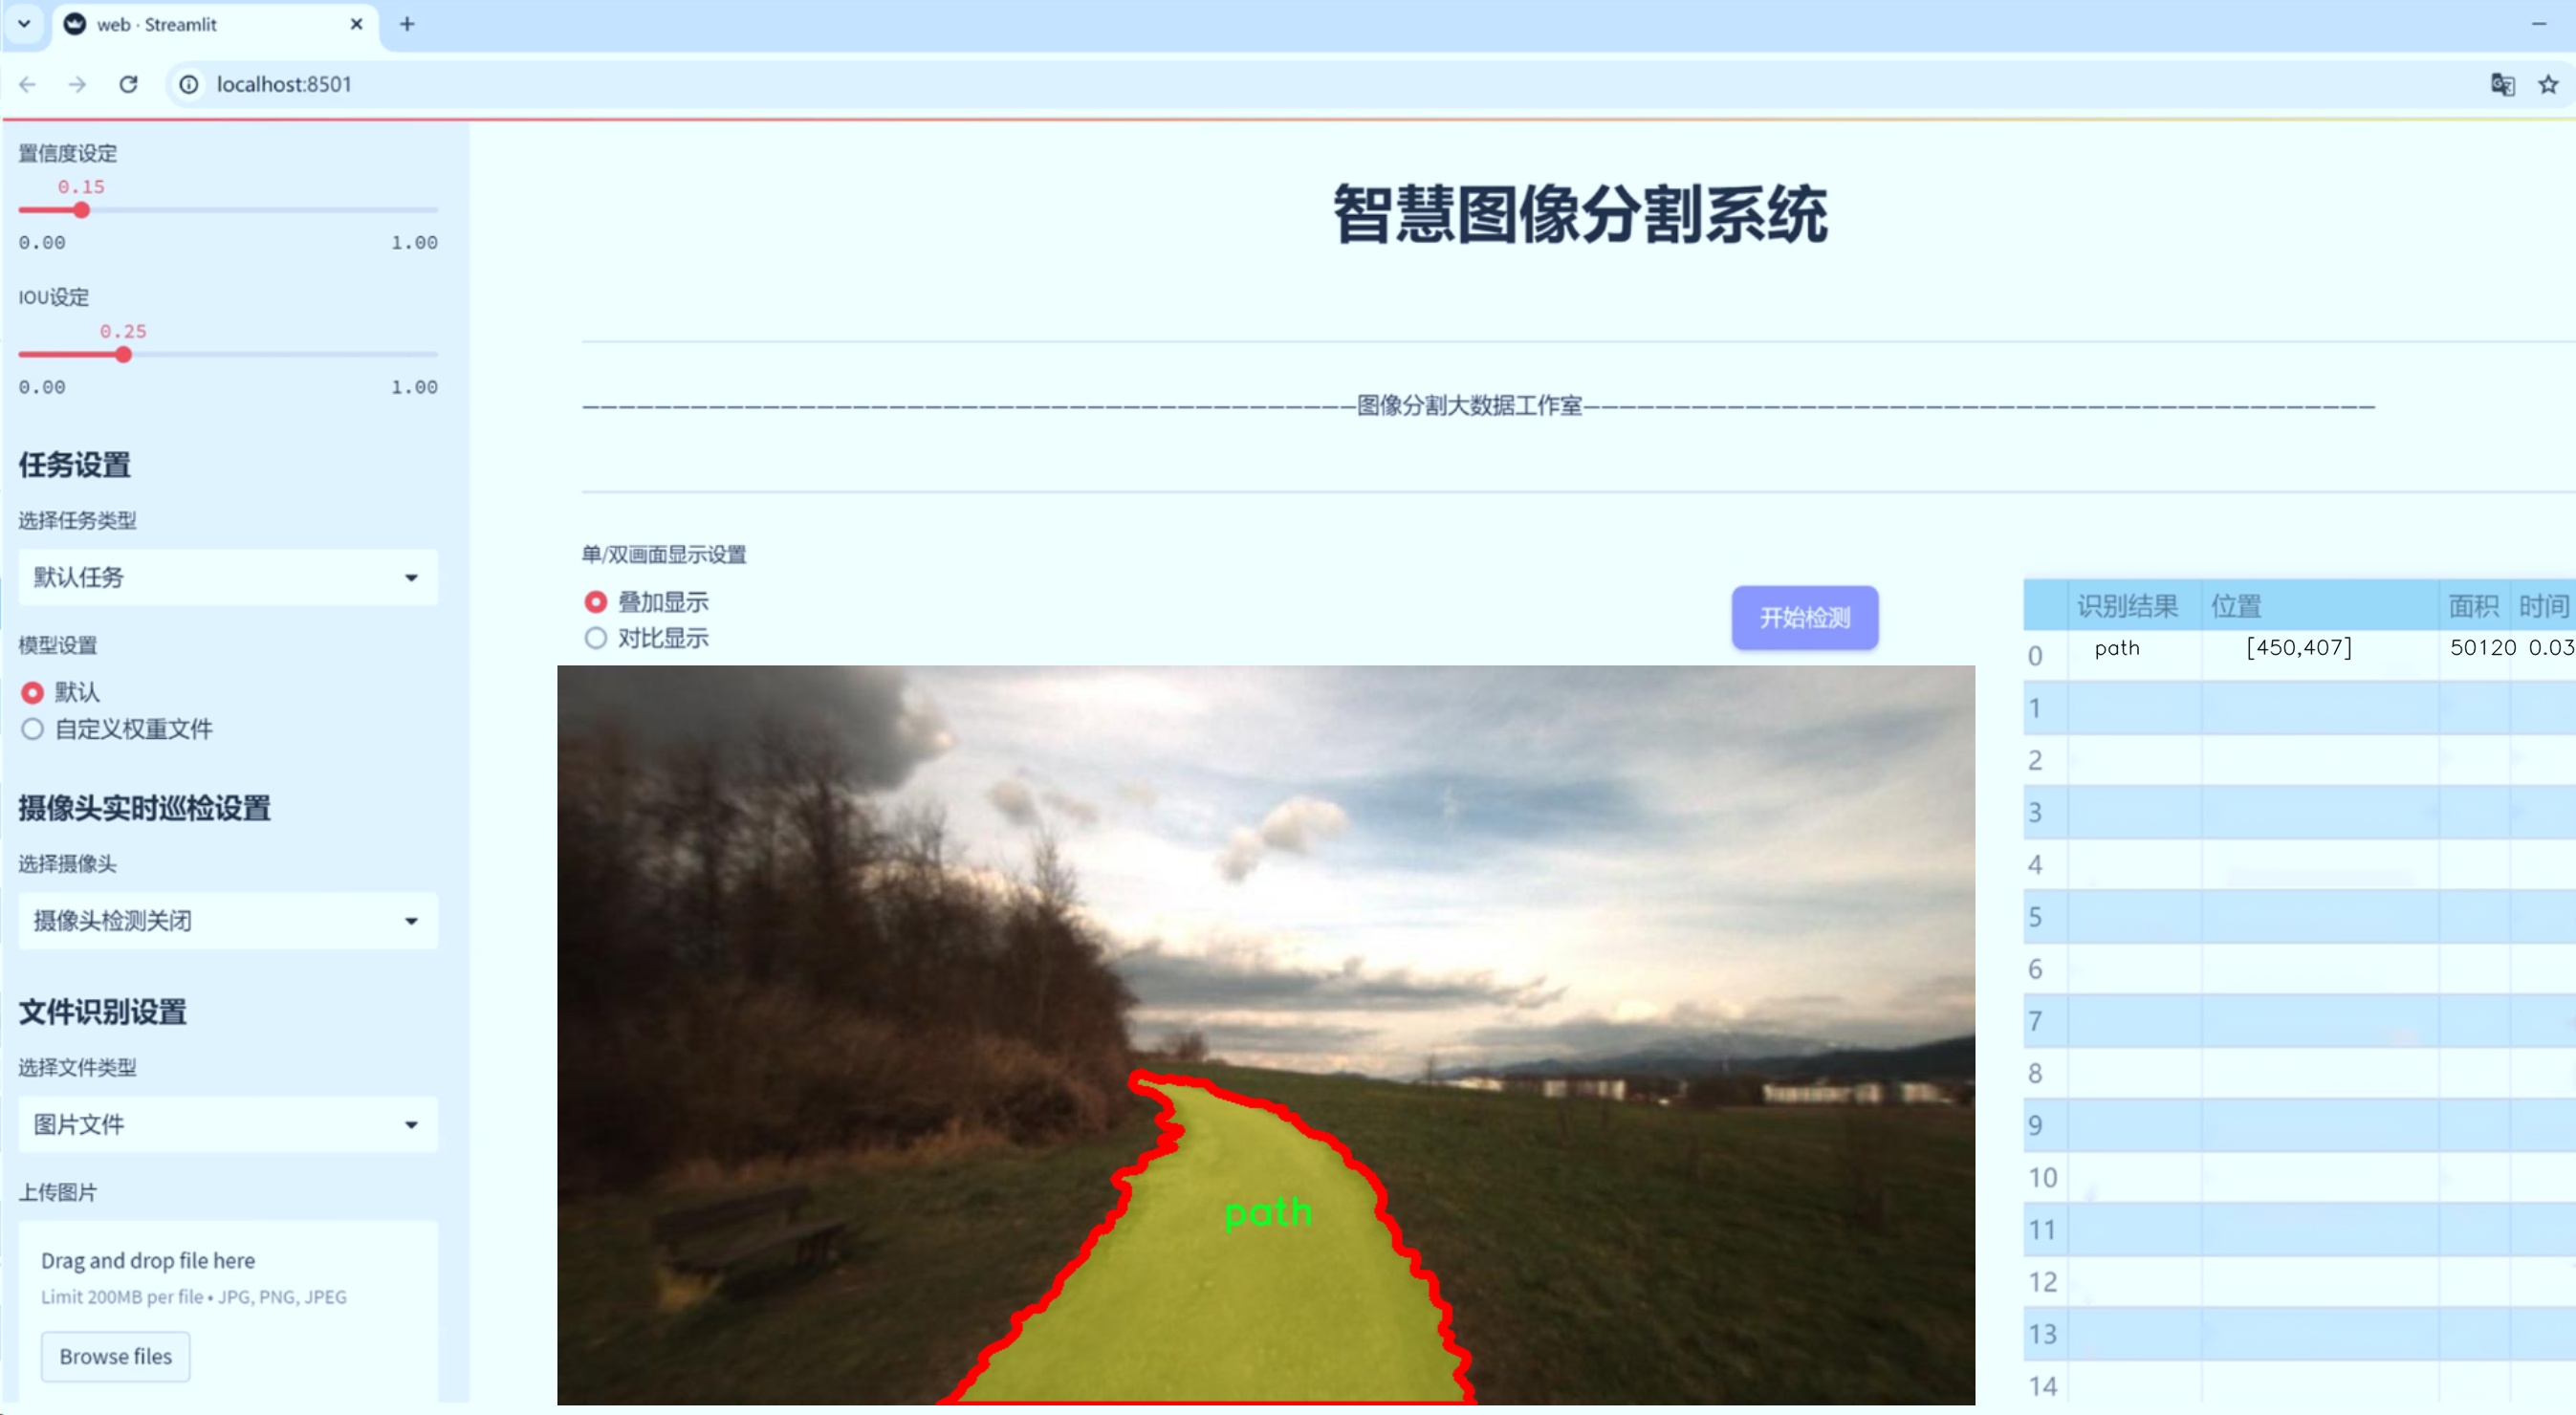 web · Streamlit
localhost:8501
置信度设定
0.15
0.00 1.00
IOU设定
0.25
0.00 1.00
任务设置
选择任务类型
默认任务
模型设置
默认
自定义权重文件
摄像头实时巡检设置
选择摄像头
摄像头检测关闭
文件识别设置
选择文件类型
图片文件
上传图片
Drag and drop file here
Limit 200MB per file • JPG, PNG, JPEG
Browse files
智慧图像分割系统
———————————————————————————————————————————图像分割大数据工作室————————————————————————————————————————————
单/双画面显示设置
叠加显示
对比显示
开始检测
path
识别结果 位置 面积 时间
0 path [450,407] 50120 0.03
1
2
3
4
5
6
7
8
9
10
11
12
13
14